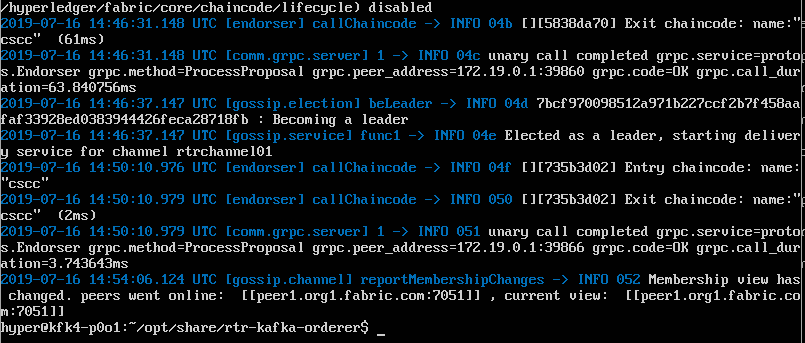 /hyperledger/fabric/core/chaincode/lifecycle) disabled
2019-07-16 14:46:31.148 UTC [endorser] callChaincode -> INFO 04b [][5838da70] Exit chaincode: name:"
cscc"  (61ms)
2019-07-16 14:46:31.148 UTC [comm.grpc.server] 1 -> INFO 04c unary call completed grpc.service=proto
s.Endorser grpc.method=ProcessProposal grpc.peer_address=172.19.0.1:39860 grpc.code=OK grpc.call_dur
ation=63.840756ms
2019-07-16 14:46:37.147 UTC [gossip.election] beLeader -> INFO 04d 7bcf970098512a971b227ccf2b7f458aa
faf33928ed0383944426feca28718fb : Becoming a leader
2019-07-16 14:46:37.147 UTC [gossip.service] func1 -> INFO 04e Elected as a leader, starting deliver
y service for channel rtrchannel01
2019-07-16 14:50:10.976 UTC [endorser] callChaincode -> INFO 04f [][735b3d02] Entry chaincode: name:
"cscc"
2019-07-16 14:50:10.979 UTC [endorser] callChaincode -> INFO 050 [][735b3d02] Exit chaincode: name:"
cscc"  (2ms)
2019-07-16 14:50:10.979 UTC [comm.grpc.server] 1 -> INFO 051 unary call completed grpc.service=proto
s.Endorser grpc.method=ProcessProposal grpc.peer_address=172.19.0.1:39866 grpc.code=OK grpc.call_dur
ation=3.743643ms
2019-07-16 14:54:06.124 UTC [gossip.channel] reportMembershipChanges -> INFO 052 Membership view has
 changed. peers went online:  [[peer1.org1.fabric.com:7051]] , current view:  [[peer1.org1.fabric.co
m:7051]]
hyper@kfk4-p0o1:~/opt/share/rtr-kafka-orderer$ _